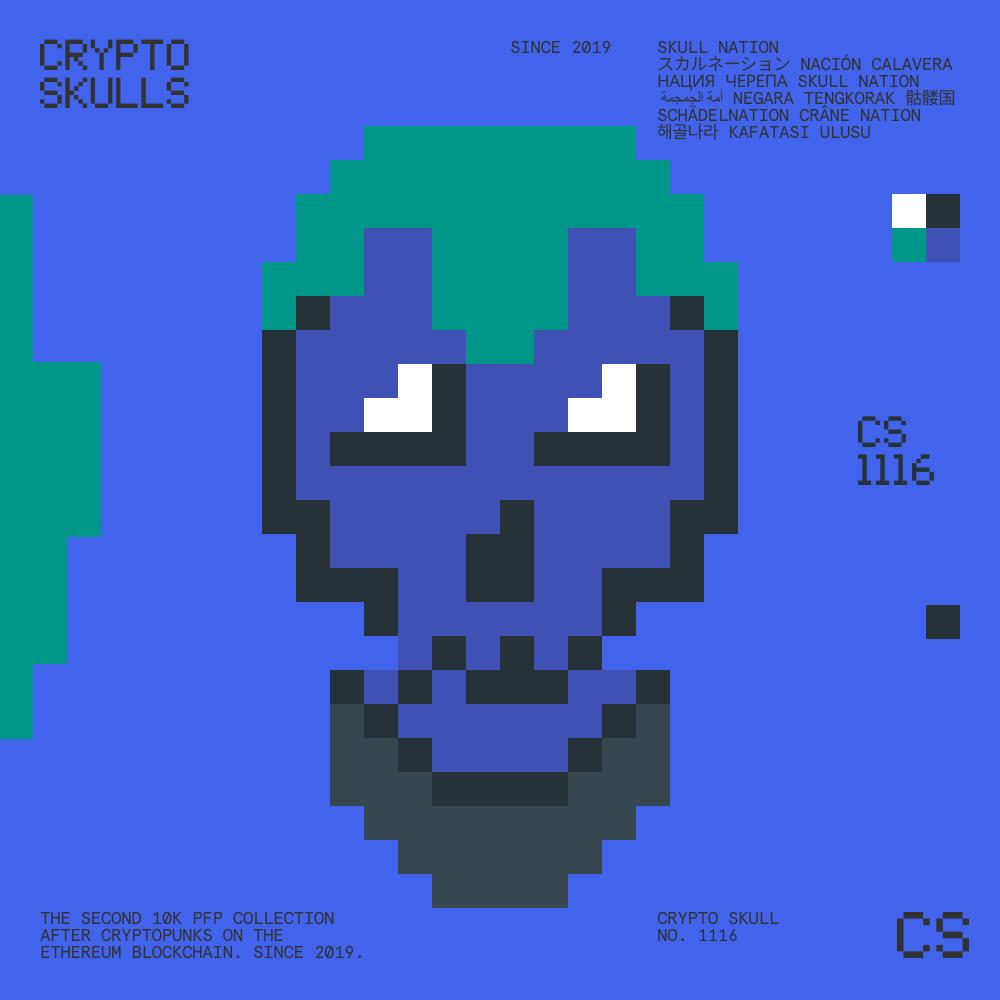 CRYPTO
SKULLS
SINCE 2019
SKULL NATION
スカルネーション NACIÓN CALAVERA
НАЦИЯ ЧЕРЕПА SKULL NATION
أمة الجمجمة NEGARA TENGKORAK 骷髅国
SCHÄDELNATION CRÂNE NATION
해골나라 KAFATASI ULUSU
CS
1116
THE SECOND 10K PFP COLLECTION
AFTER CRYPTOPUNKS ON THE
ETHEREUM BLOCKCHAIN. SINCE 2019.
CRYPTO SKULL
NO. 1116
CS